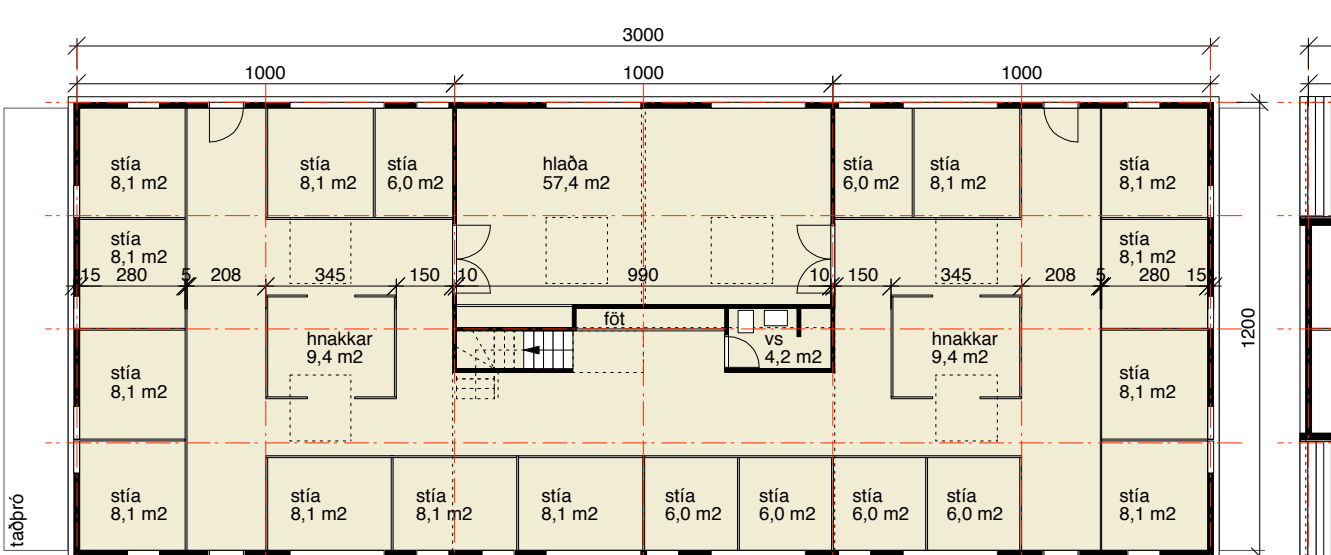 3000
1000 1000 1000
stía
8,1 m2
stía
8,1 m2
stía
6,0 m2
hlaða
57,4 m2
stía
6,0 m2
stía
8,1 m2
stía
8,1 m2
stía
8,1 m2
stía
8,1 m2
15 280 5 208 345 150 10 990 10 150 345 208 5 280 15
1200
föt
hnakkar
9,4 m2
vs
4,2 m2
hnakkar
9,4 m2
stía
8,1 m2
stía
8,1 m2
taðpró
stía
8,1 m2
stía
8,1 m2
stía
8,1 m2
stía
8,1 m2
stía
6,0 m2
stía
6,0 m2
stía
6,0 m2
stía
6,0 m2
stía
8,1 m2